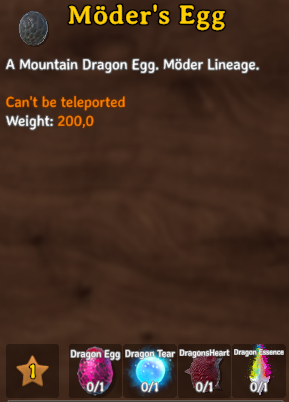 Möder's Egg
A Mountain Dragon Egg. Möder Lineage.
Can't be teleported
Weight: 200,0
1
Dragon Egg Dragon Tear DragonsHeart Dragon Essence
0/1 0/1 0/1 0/1